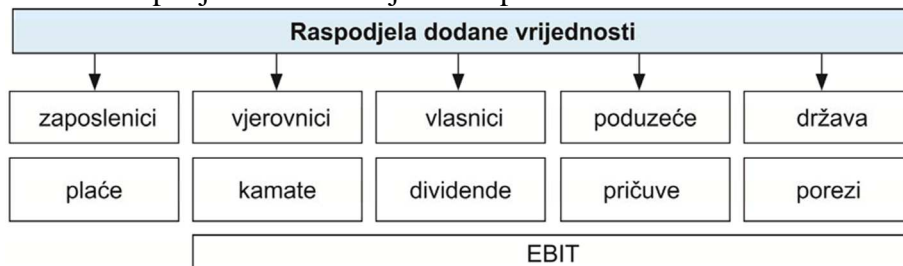 Raspodjela dodane vrijednosti
zaposlenici vjerovnici vlasnici poduzeće država
plaće kamate dividende pričuve porezi
EBIT